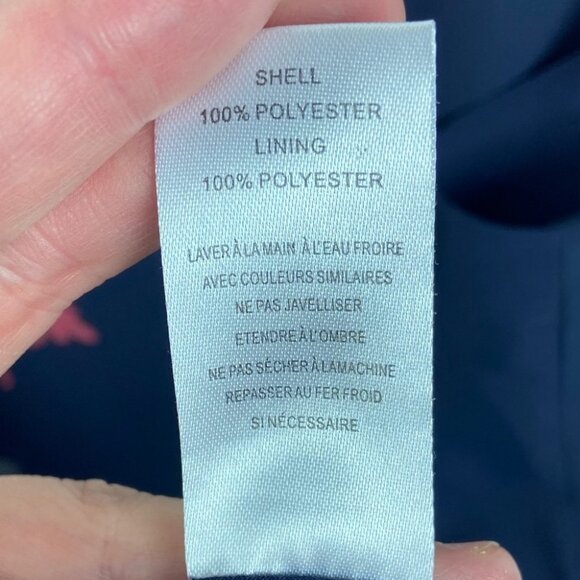 SHELL
100% POLYESTER
LINING
100% POLYESTER
LAVER À LA MAIN À L'EAU FROIRE
AVEC COULEURS SIMILAIRES
NE PAS JAVELLISER
ETENDRE À L'OMBRE
NE PAS SÉCHER À LAMACHINE
REPASSER AU FER FROID
SI NÉCESSAIRE